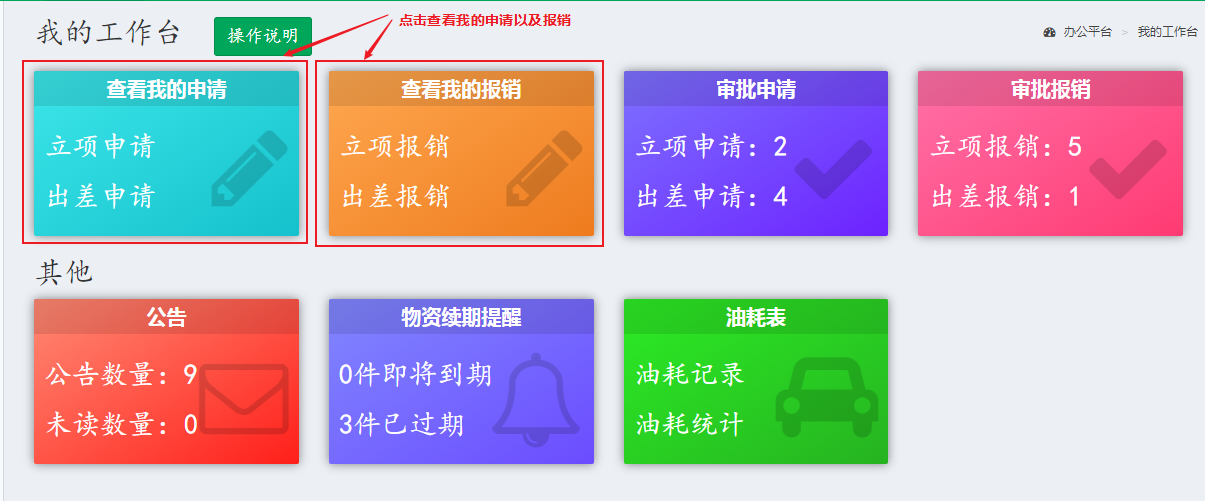 我的工作台
操作说明
点击查看我的申请以及报销
办公平台 > 我的工作台
查看我的申请
立项申请
出差申请
查看我的报销
立项报销
出差报销
审批申请
立项申请：2
出差申请：4
审批报销
立项报销：5
出差报销：1
其他
公告
公告数量：9
未读数量：0
物资续期提醒
0件即将到期
3件已过期
油耗表
油耗记录
油耗统计